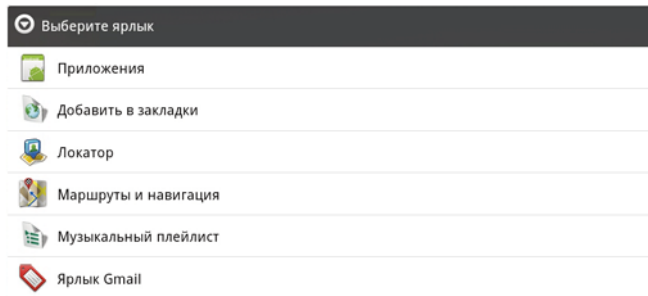 Выберите ярлык
Приложения
Добавить в закладки
Локатор
Маршруты и навигация
Музыкальный плейлист
Ярлык Gmail